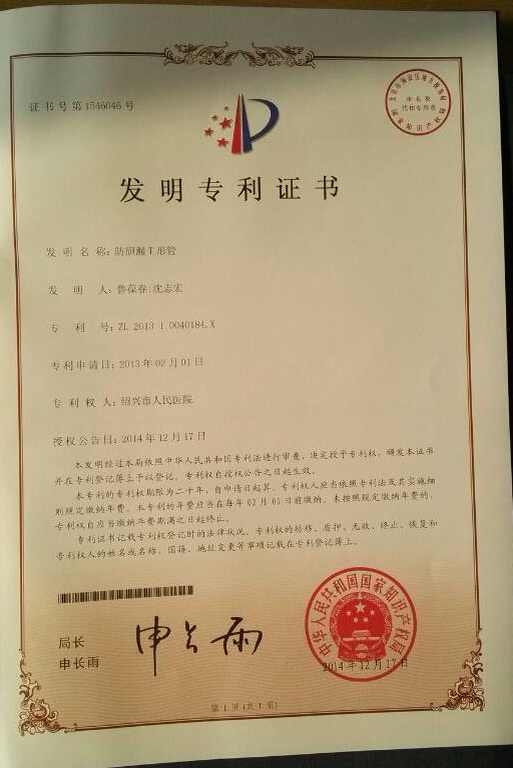 证书号第1546046号
发明专利证书
发明名称：防胆漏T形管
发明人：鲁葆春;沈志宏
专利号：ZL 2013 1 0040184.X
专利申请日：2013年02月01日
专利权人：绍兴市人民医院
授权公告日：2014年12月17日
本发明经过本局依照中华人民共和国专利法进行审查，决定授予专利权，颁发本证书
并在专利登记簿上予以登记。专利权自授权公告之日起生效。
本专利的专利权期限为二十年，自申请日起算。专利权人应当依照专利法及其实施细
则规定缴纳年费。本专利的年费应当在每年02月01日前缴纳。未按照规定缴纳年费的，
专利权自应当缴纳年费期满之日起终止。
专利证书记载专利权登记时的法律状况。专利权的转移、质押、无效、终止、恢复和
专利权人的姓名或名称、国籍、地址变更等事项记载在专利登记簿上。
局长
申长雨
申长雨
中华人民共和国国家知识产权局
2014年12月17日
第1页(共1页)